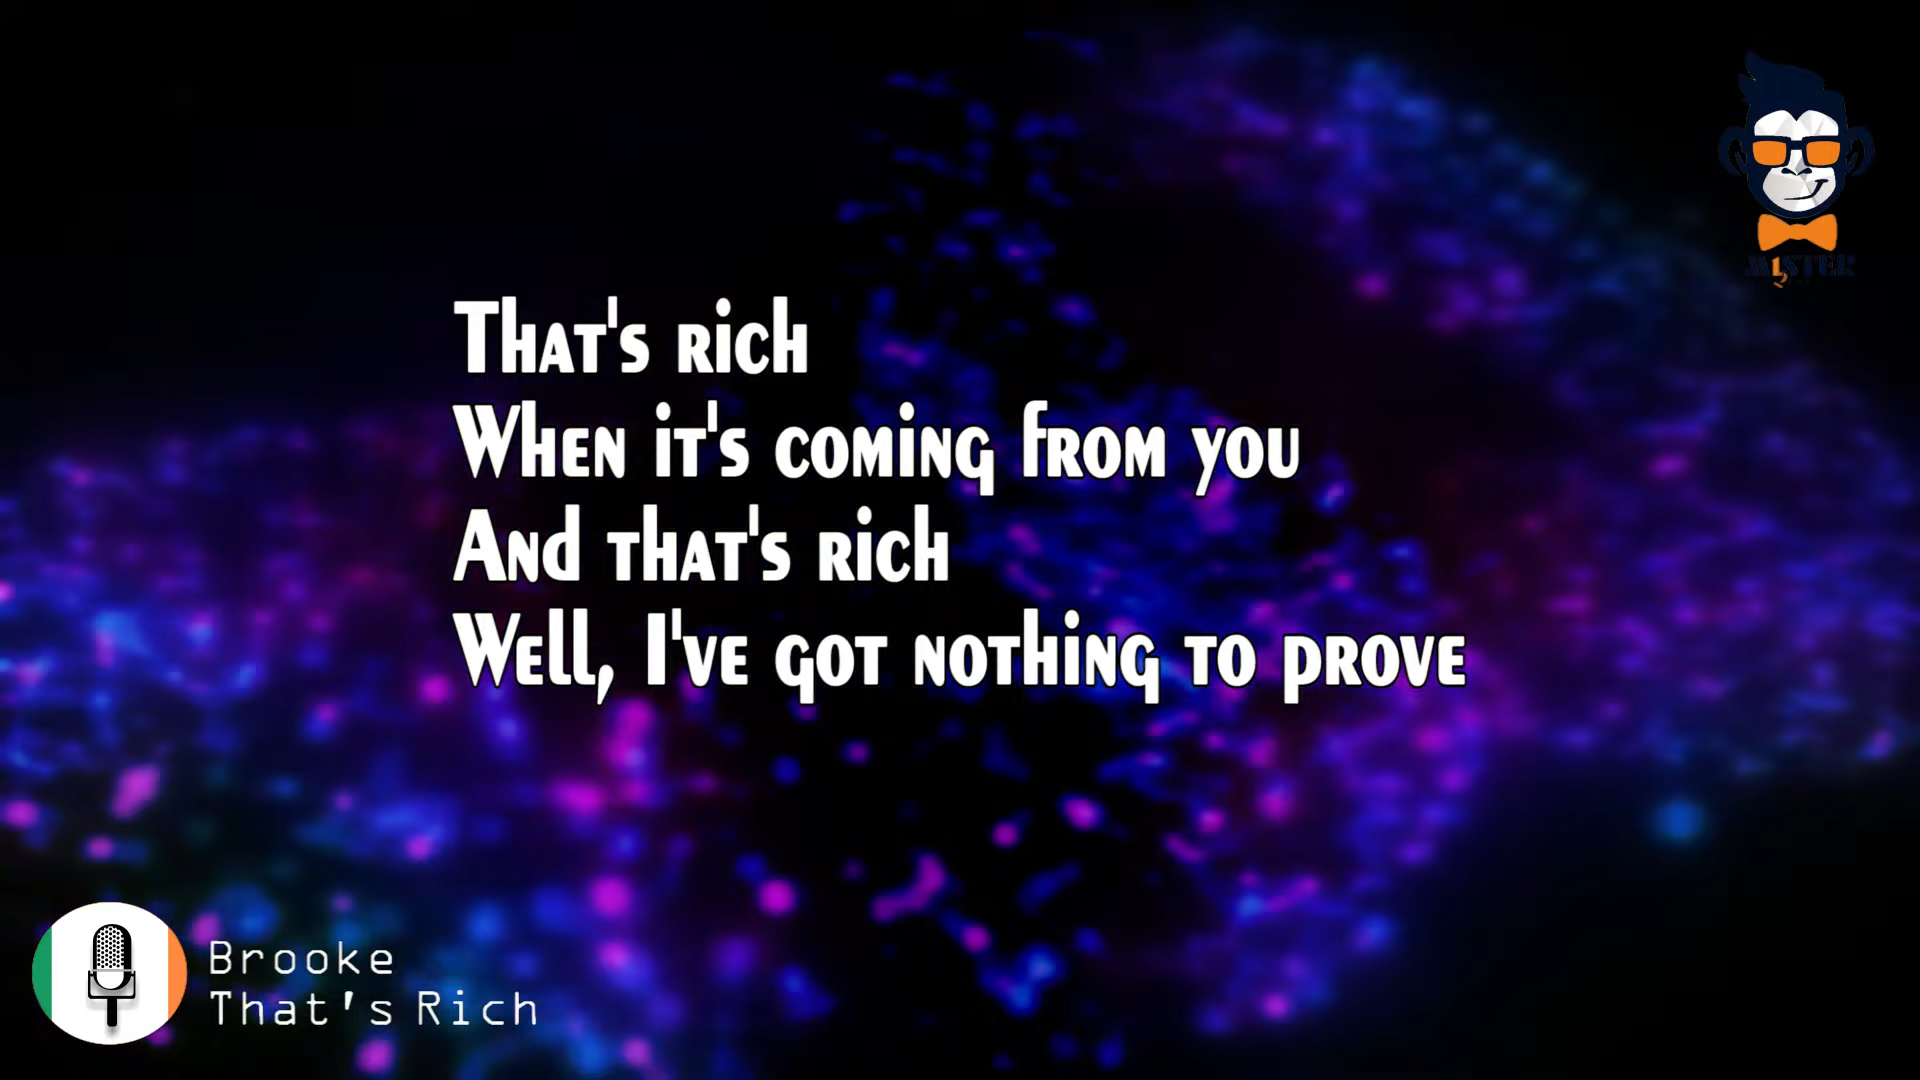 That's rich
When it's coming from you
And that's rich
Well, I've got nothing to prove
Brooke
That's Rich
MISTER